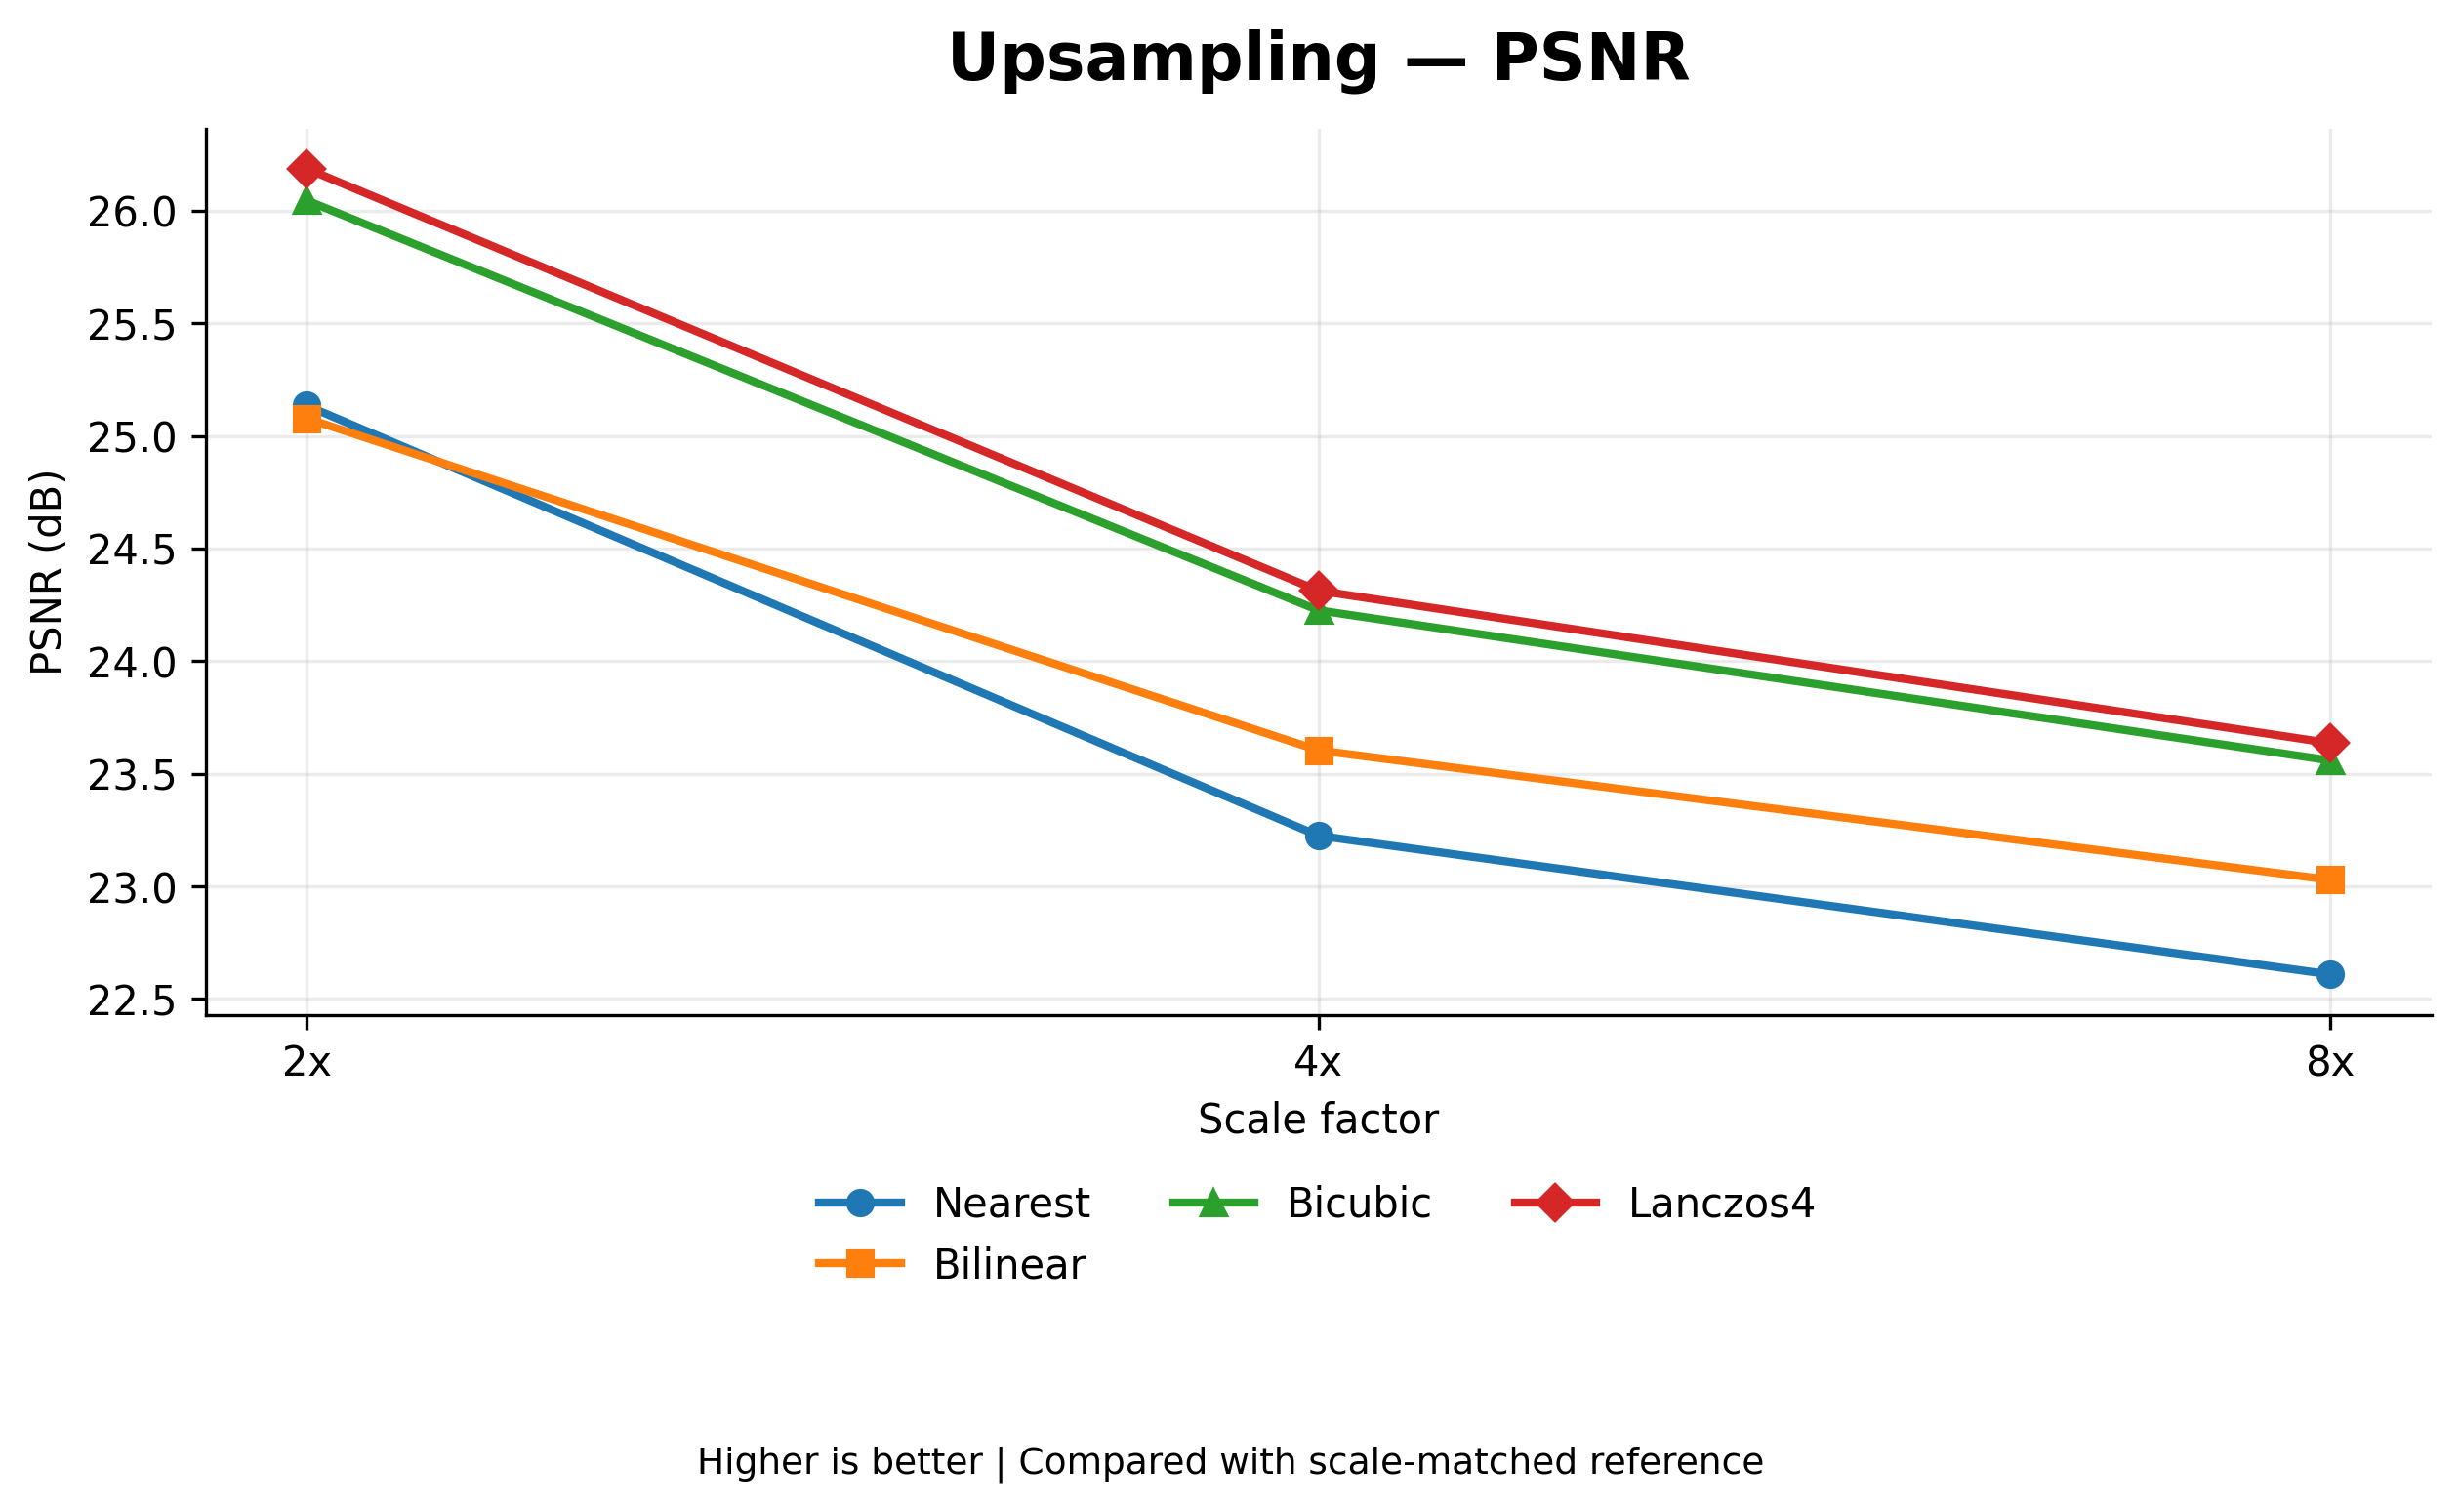 Upsampling — PSNR
PSNR (dB)
26.0
25.5
25.0
24.5
24.0
23.5
23.0
22.5
2x 4x 8x
Scale factor
Nearest Bicubic Lanczos4
Bilinear
Higher is better | Compared with scale-matched reference